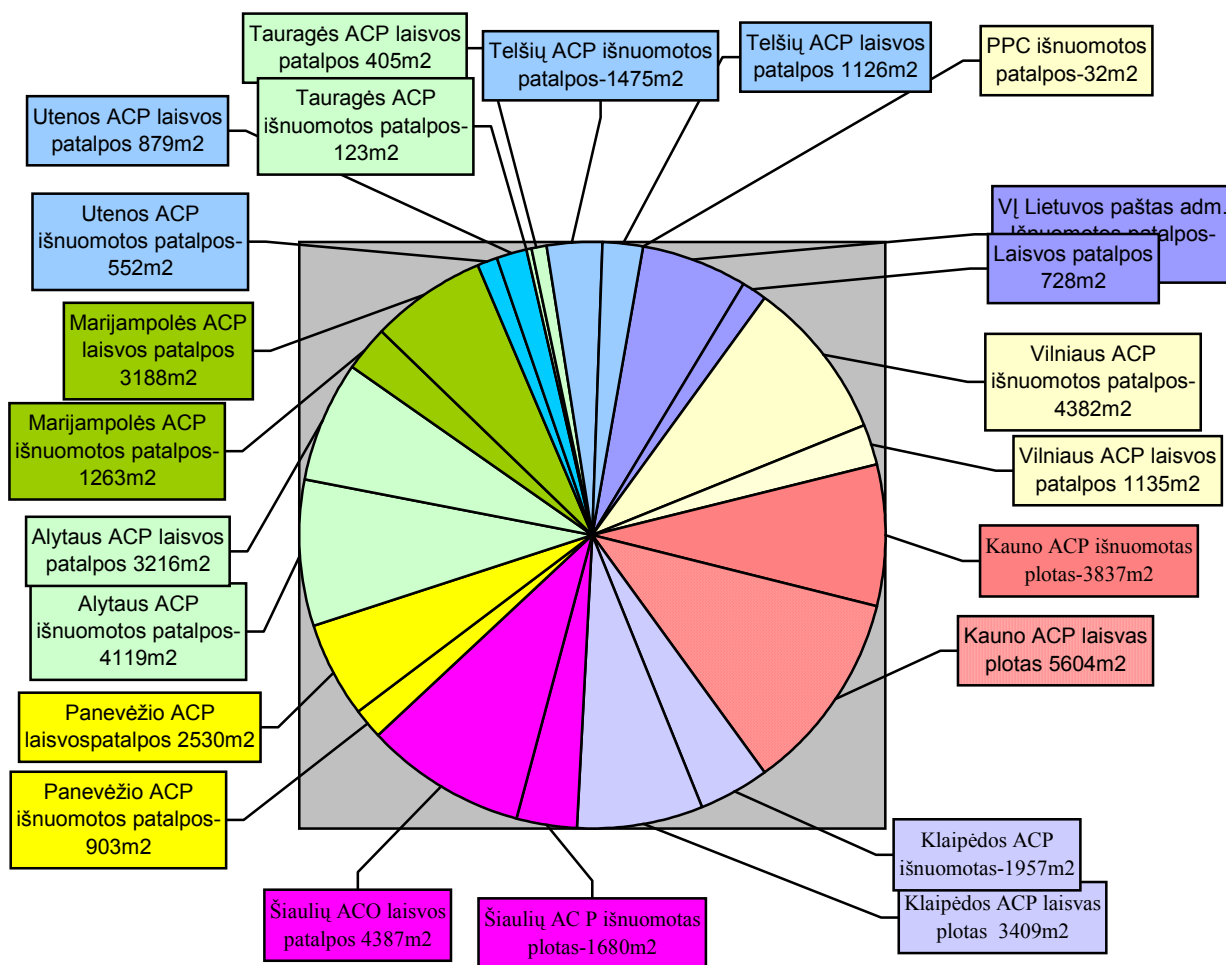 Tauragės ACP laisvos
patalpos 405m2
Telšių ACP išnuomotos
patalpos-1475m2
Telšių ACP laisvos
patalpos 1126m2
PPC išnuomotos
patalpos-32m2
Utenos ACP laisvos
patalpos 879m2
Tauragės ACP
išnuomotos patalpos-
123m2
Utenos ACP
išnuomotos patalpos-
552m2
VĮ Lietuvos paštas adm.
Išnuomotos patalpos-
Laisvos patalpos
728m2
Marijampolės ACP
laisvos patalpos
3188m2
Vilniaus ACP
išnuomotos patalpos-
4382m2
Marijampolės ACP
išnuomotos patalpos-
1263m2
Vilniaus ACP laisvos
patalpos 1135m2
Alytaus ACP laisvos
patalpos 3216m2
Kauno ACP išnuomotas
plotas-3837m2
Alytaus ACP
išnuomotos patalpos-
4119m2
Kauno ACP laisvas
plotas 5604m2
Panevėžio ACP
laisvospatalpos 2530m2
Panevėžio ACP
išnuomotos patalpos-
903m2
Klaipėdos ACP
išnuomotas-1957m2
Klaipėdos ACP laisvas
plotas  3409m2
Šiaulių ACO laisvos
patalpos 4387m2
Šiaulių AC P išnuomotas
plotas-1680m2